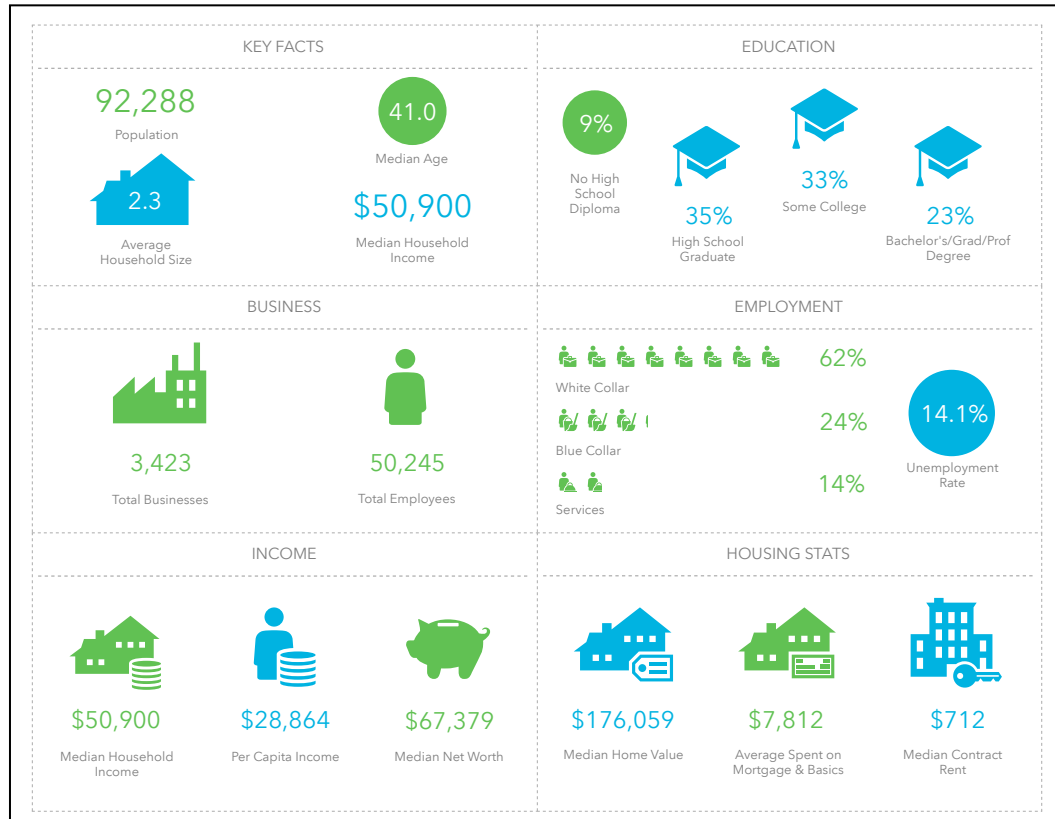 KEY FACTS
92,288
Population
41.0
Median Age
2.3
Average
Household Size
$50,900
Median Household
Income
EDUCATION
9%
No High
School
Diploma
35%
High School
Graduate
33%
Some College
23%
Bachelor's/Grad/Prof
Degree
BUSINESS
3,423
Total Businesses
50,245
Total Employees
EMPLOYMENT
62%
White Collar
24%
Blue Collar
14%
Services
14.1%
Unemployment
Rate
INCOME
$50,900
Median Household
Income
$28,864
Per Capita Income
$67,379
Median Net Worth
HOUSING STATS
$176,059
Median Home Value
$7,812
Average Spent on
Mortgage & Basics
$712
Median Contract
Rent